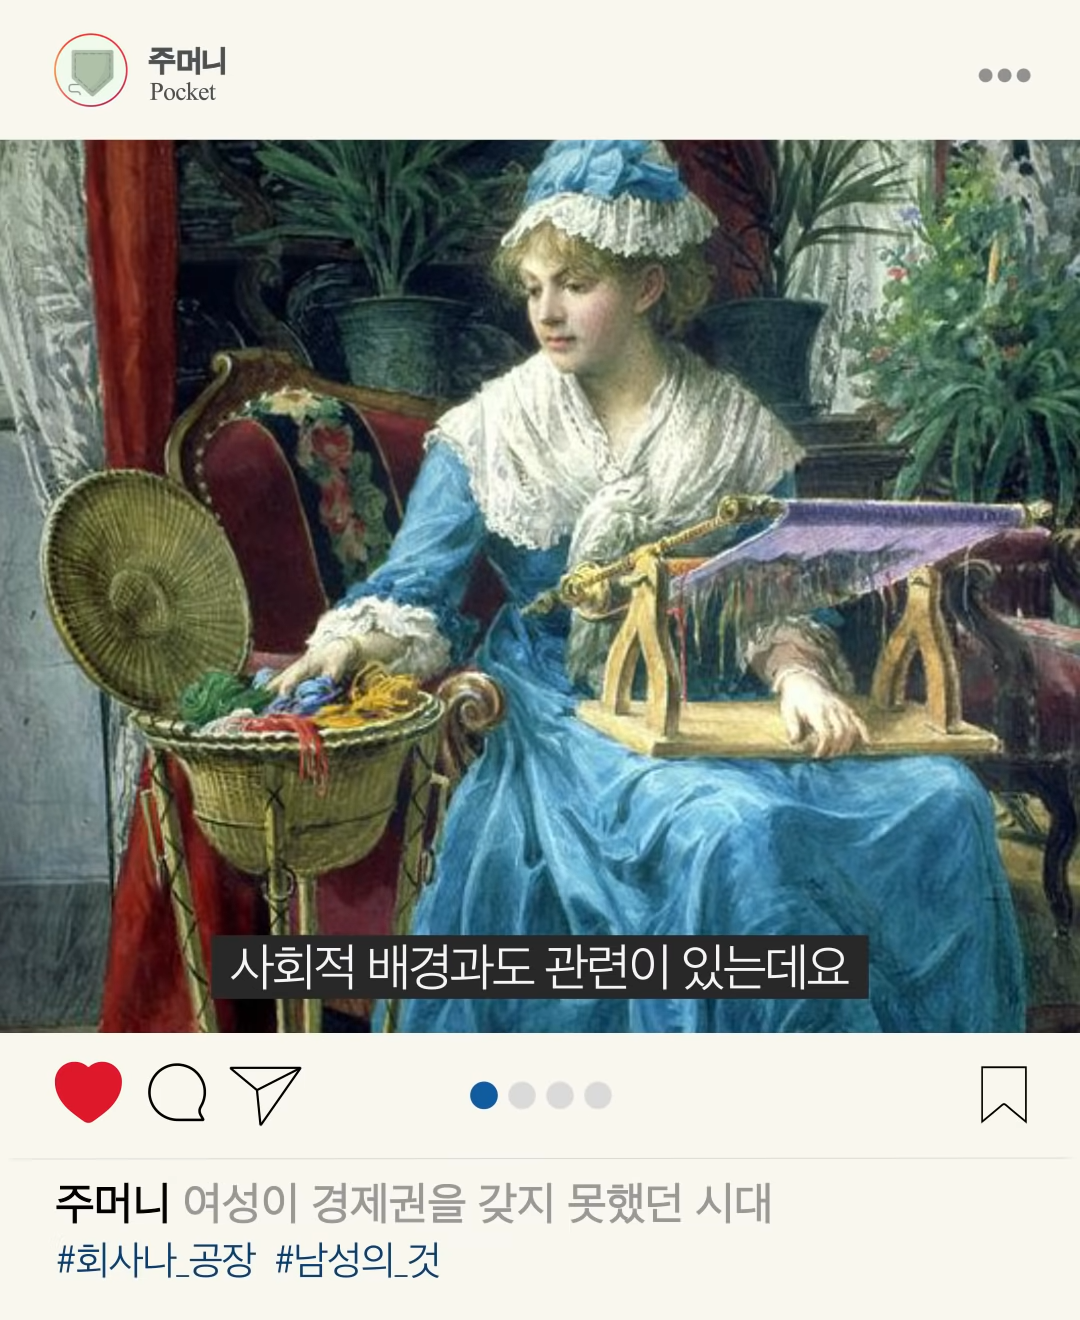 주머니
Pocket
사회적 배경과도 관련이 있는데요
주머니 여성이 경제권을 갖지 못했던 시대
#회사나_공장 #남성의_것